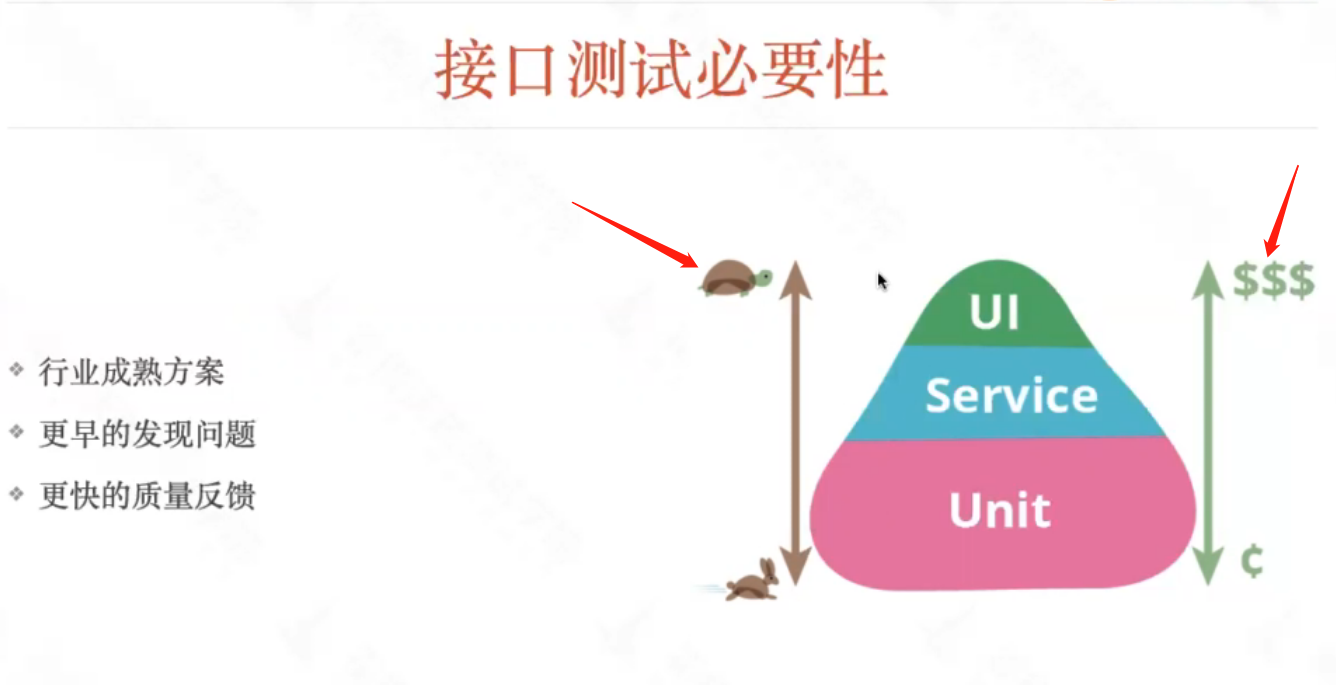 接口测试必要性
行业成熟方案
更早的发现问题
更快的质量反馈
$$$
UI
Service
Unit
¢